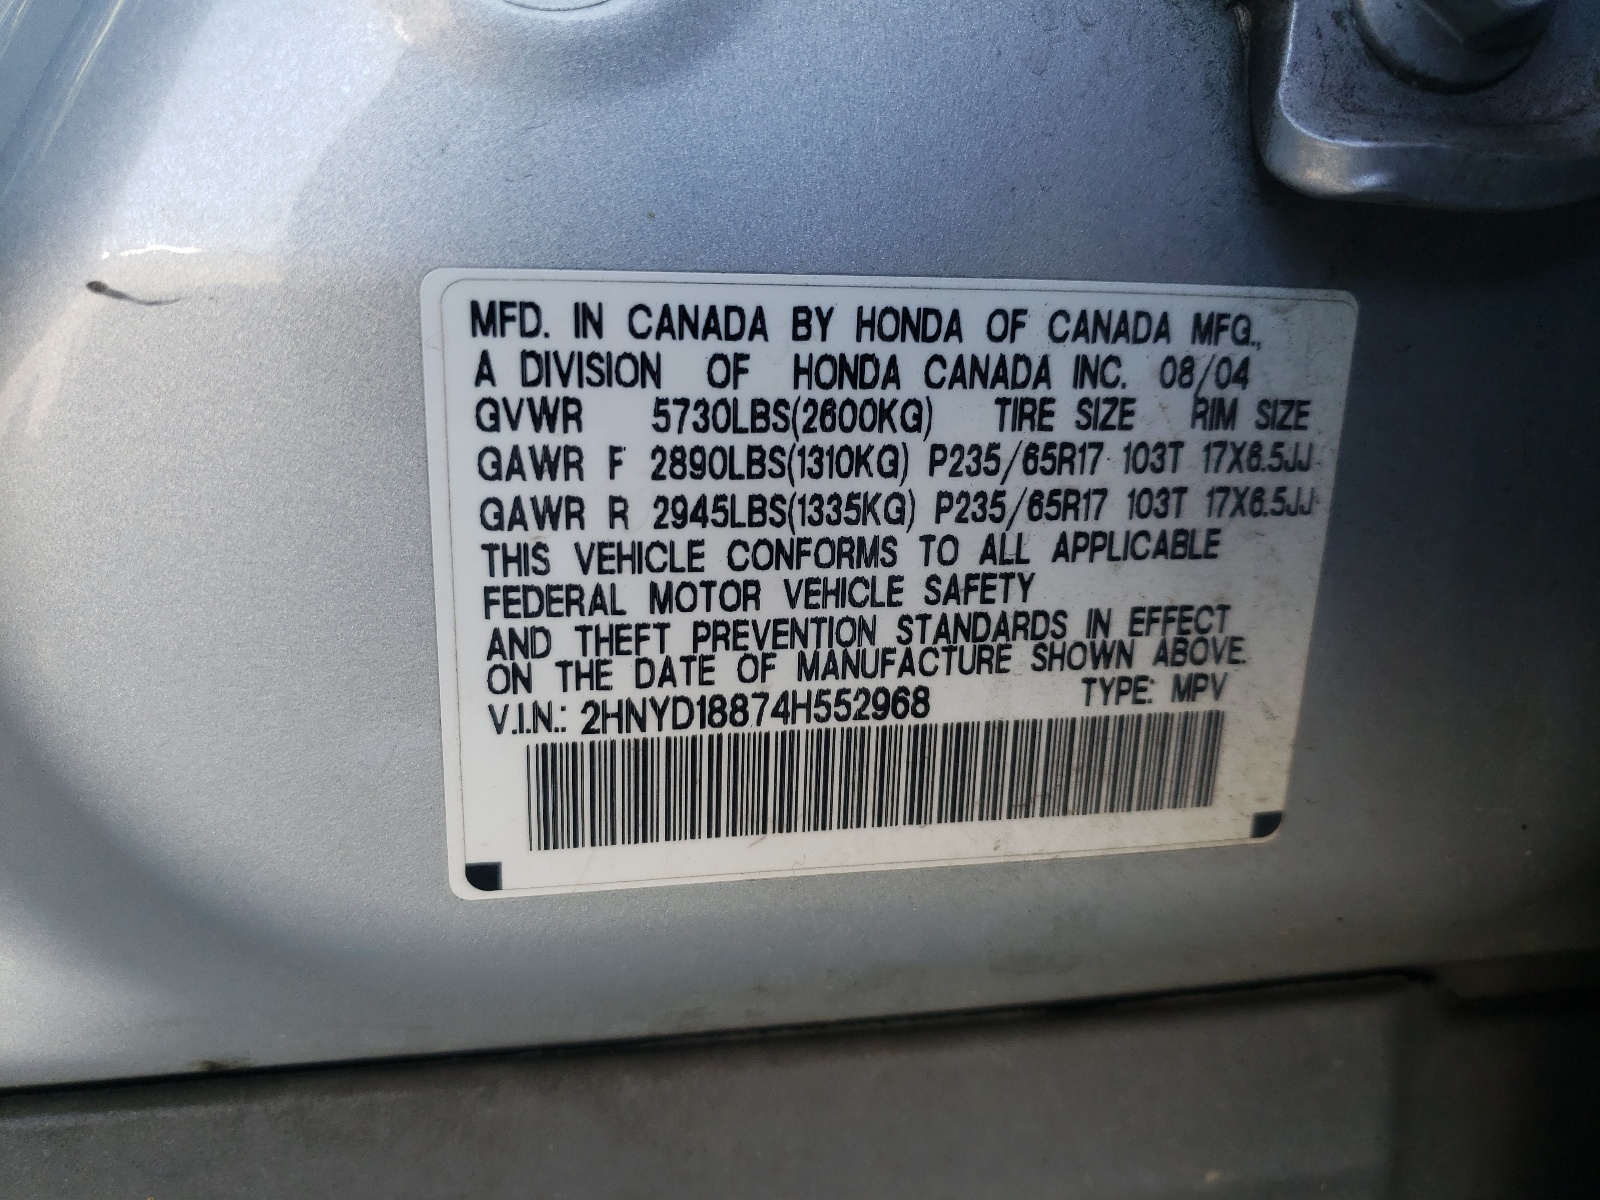 MFD. IN CANADA BY HONDA OF CANADA MFG.,
A DIVISION OF HONDA CANADA INC. 08/04
GVWR 5730LBS(2600KG) TIRE SIZE RIM SIZE
GAWR F 2890LBS(1310KG) P235/65R17 103T 17X6.5JJ
GAWR R 2945LBS(1335KG) P235/65R17 103T 17X6.5JJ
THIS VEHICLE CONFORMS TO ALL APPLICABLE
FEDERAL MOTOR VEHICLE SAFETY
AND THEFT PREVENTION STANDARDS IN EFFECT
ON THE DATE OF MANUFACTURE SHOWN ABOVE.
V.I.N.: 2HNYD18874H552968 TYPE: MPV